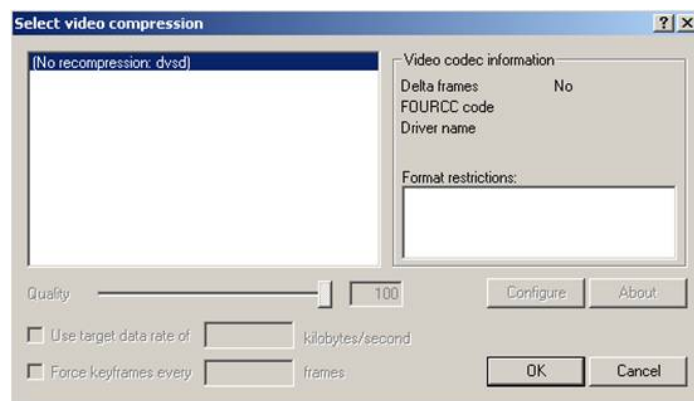 Select video compression
(No recompression: dvsd)
Video codec information
Delta frames No
FOURCC code
Driver name
Format restrictions:
Quality 100
Configure About
Use target data rate of kilobytes/second
Force keyframes every frames
OK Cancel